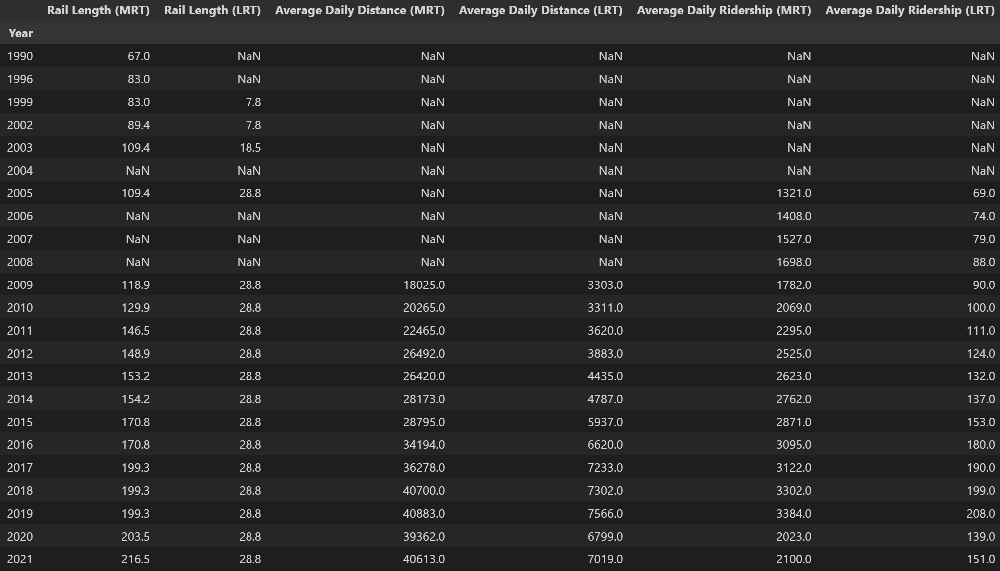 Rail Length (MRT) Rail Length (LRT) Average Daily Distance (MRT) Average Daily Distance (LRT) Average Daily Ridership (MRT) Average Daily Ridership (LRT)
Year
1990 67.0 NaN NaN NaN NaN NaN
1996 83.0 NaN NaN NaN NaN NaN
1999 83.0 7.8 NaN NaN NaN NaN
2002 89.4 7.8 NaN NaN NaN NaN
2003 109.4 18.5 NaN NaN NaN NaN
2004 NaN NaN NaN NaN NaN NaN
2005 109.4 28.8 NaN NaN 1321.0 69.0
2006 NaN NaN NaN NaN 1408.0 74.0
2007 NaN NaN NaN NaN 1527.0 79.0
2008 NaN NaN NaN NaN 1698.0 88.0
2009 118.9 28.8 18025.0 3303.0 1782.0 90.0
2010 129.9 28.8 20265.0 3311.0 2069.0 100.0
2011 146.5 28.8 22465.0 3620.0 2295.0 111.0
2012 148.9 28.8 26492.0 3883.0 2525.0 124.0
2013 153.2 28.8 26420.0 4435.0 2623.0 132.0
2014 154.2 28.8 28173.0 4787.0 2762.0 137.0
2015 170.8 28.8 28795.0 5937.0 2871.0 153.0
2016 170.8 28.8 34194.0 6620.0 3095.0 180.0
2017 199.3 28.8 36278.0 7233.0 3122.0 190.0
2018 199.3 28.8 40700.0 7302.0 3302.0 199.0
2019 199.3 28.8 40883.0 7566.0 3384.0 208.0
2020 203.5 28.8 39362.0 6799.0 2023.0 139.0
2021 216.5 28.8 40613.0 7019.0 2100.0 151.0